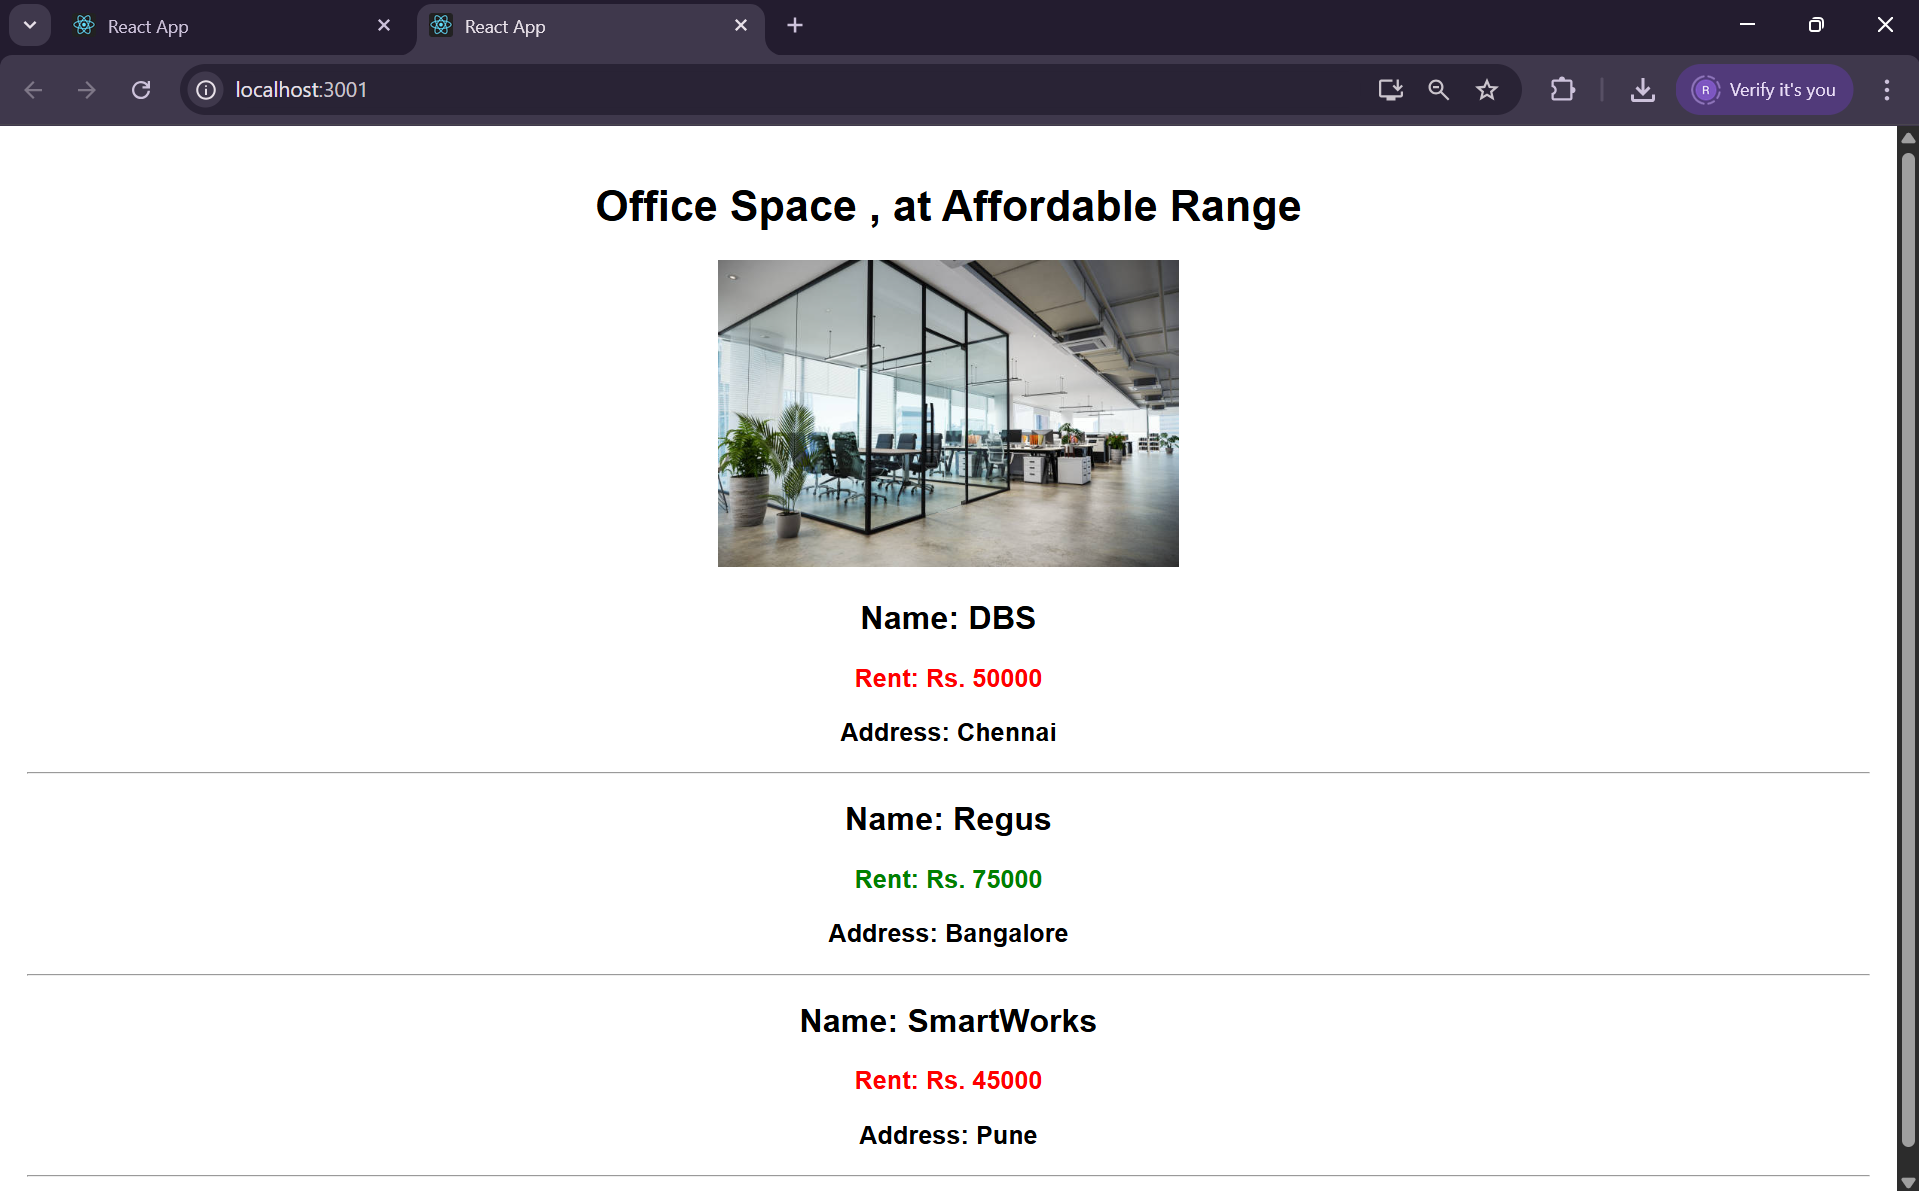 React App
React App
localhost:3001
R
Verify it's you
Office Space , at Affordable Range
Name: DBS
Rent: Rs. 50000
Address: Chennai
Name: Regus
Rent: Rs. 75000
Address: Bangalore
Name: SmartWorks
Rent: Rs. 45000
Address: Pune